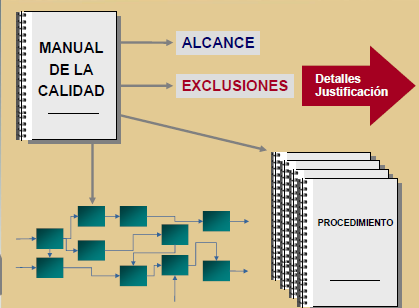 MANUAL
DE LA
CALIDAD
ALCANCE
EXCLUSIONES
Detalles
Justificación
PROCEDIMIENTO